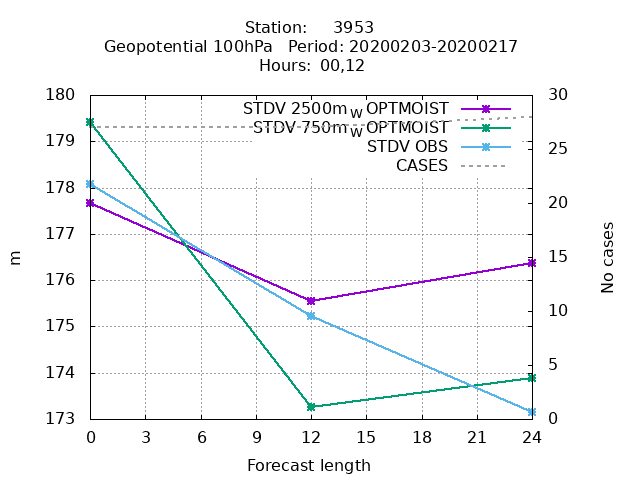 Station:     3953
Geopotential 100hPa   Period: 20200203-20200217
Hours: 00,12
180
179
178
177
176
175
174
173
30
25
20
15
10
5
0
STDV 2500m_W OPTMOIST
STDV 750m_W OPTMOIST
STDV OBS
CASES
m
No cases
0 3 6 9 12 15 18 21 24
Forecast length